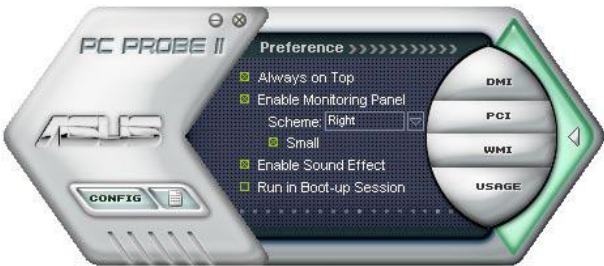 PC PROBE II
Preference
Always on Top
Enable Monitoring Panel
Scheme: Right
Small
Enable Sound Effect
Run in Boot-up Session
ASUS
CONFIG
DMI
PCI
WMI
USAGE